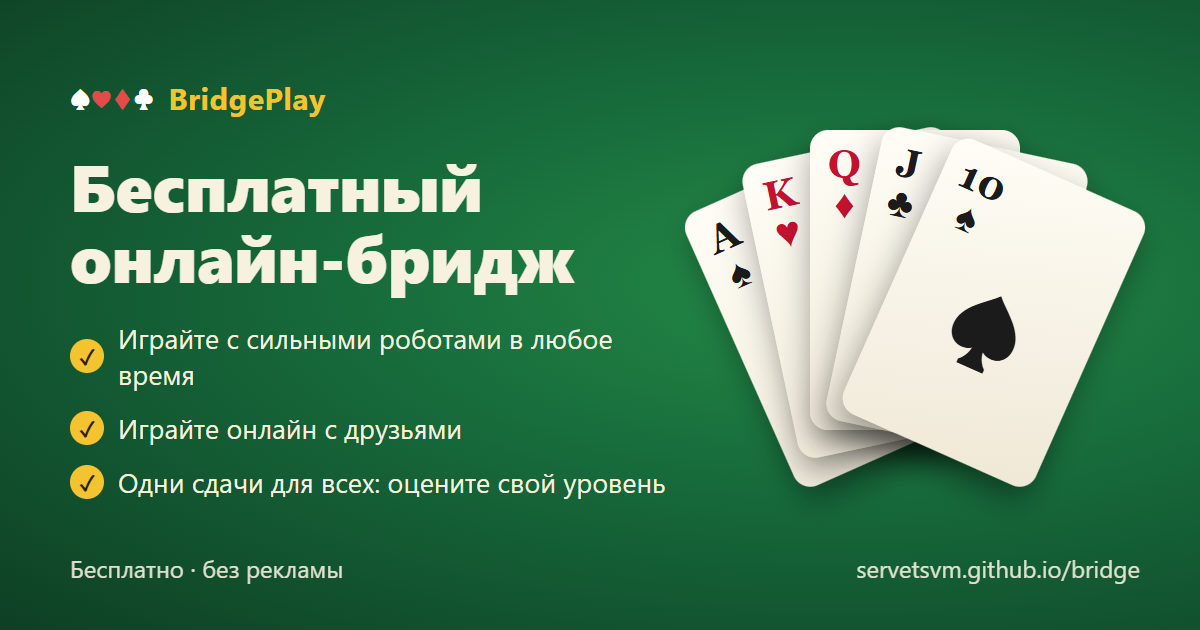 ♠♥♦♣ BridgePlay
Бесплатный
онлайн-бридж
✓ Играйте с сильными роботами в любое
время
✓ Играйте онлайн с друзьями
✓ Одни сдачи для всех: оцените свой уровень
A♠
K♥
Q♦
J♣
10♠
Бесплатно · без рекламы
servetsvm.github.io/bridge